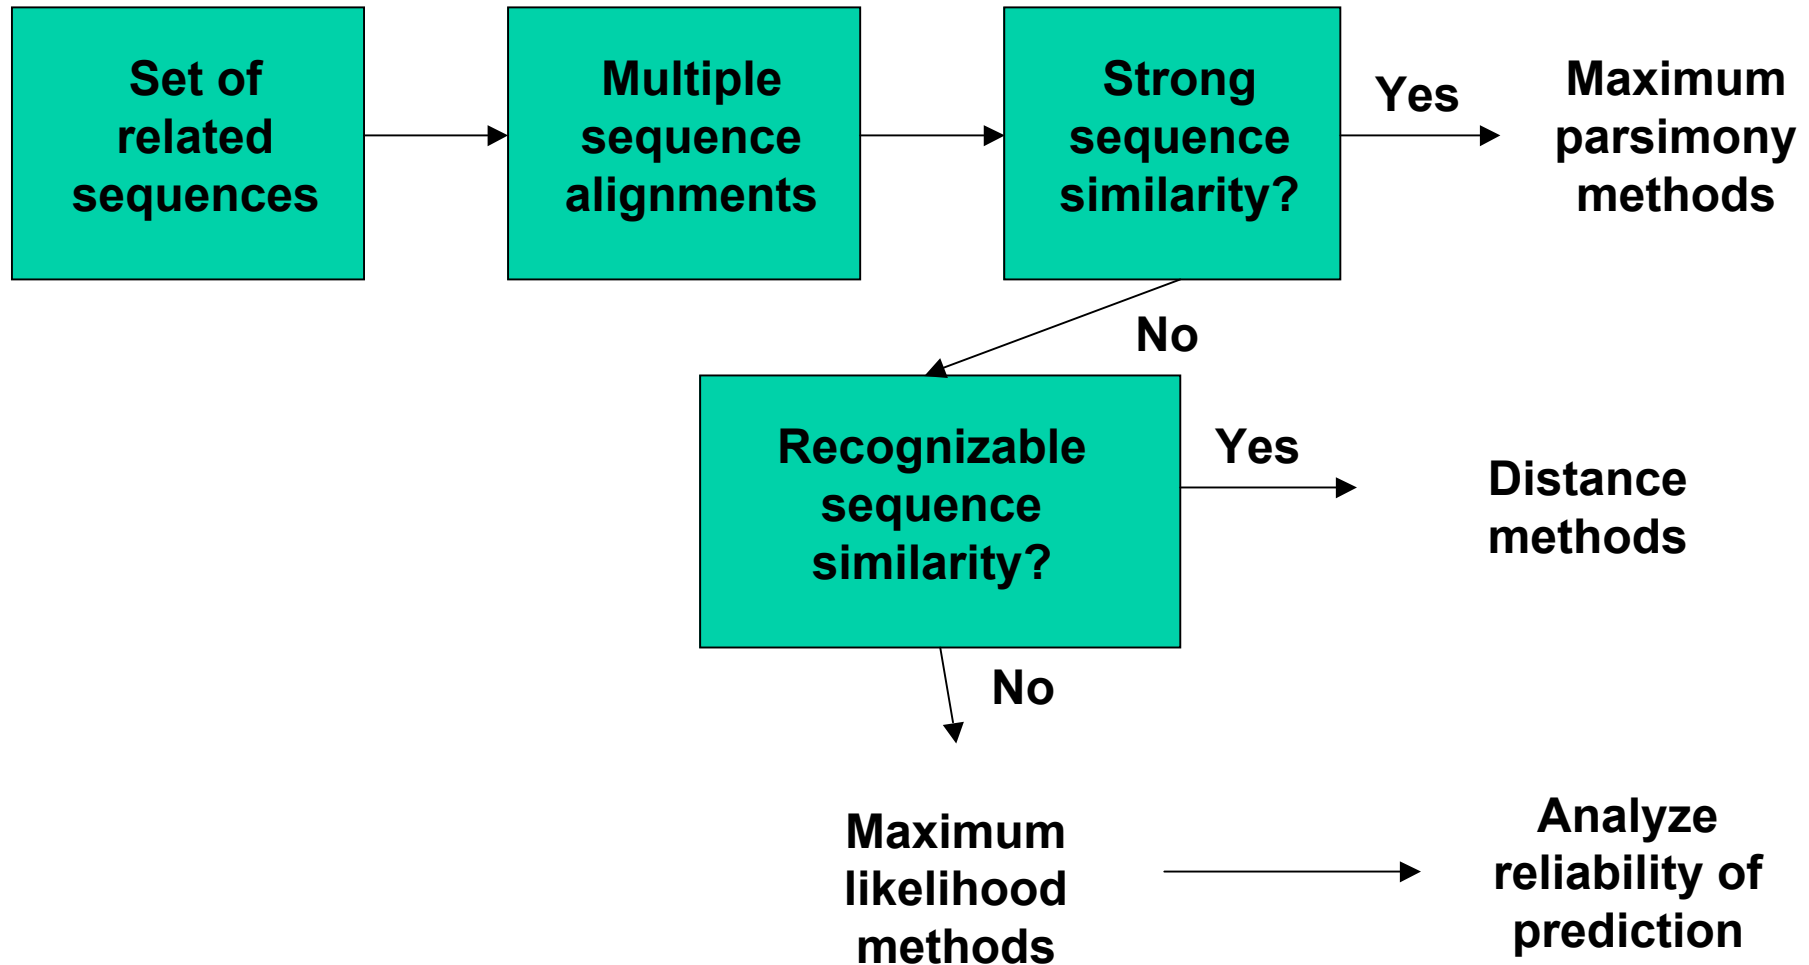 Set of
related
sequences
Multiple
sequence
alignments
Strong
sequence
similarity?
Yes
Maximum
parsimony
methods
No
Recognizable
sequence
similarity?
Yes
Distance
methods
No
Maximum
likelihood
methods
Analyze
reliability of
prediction